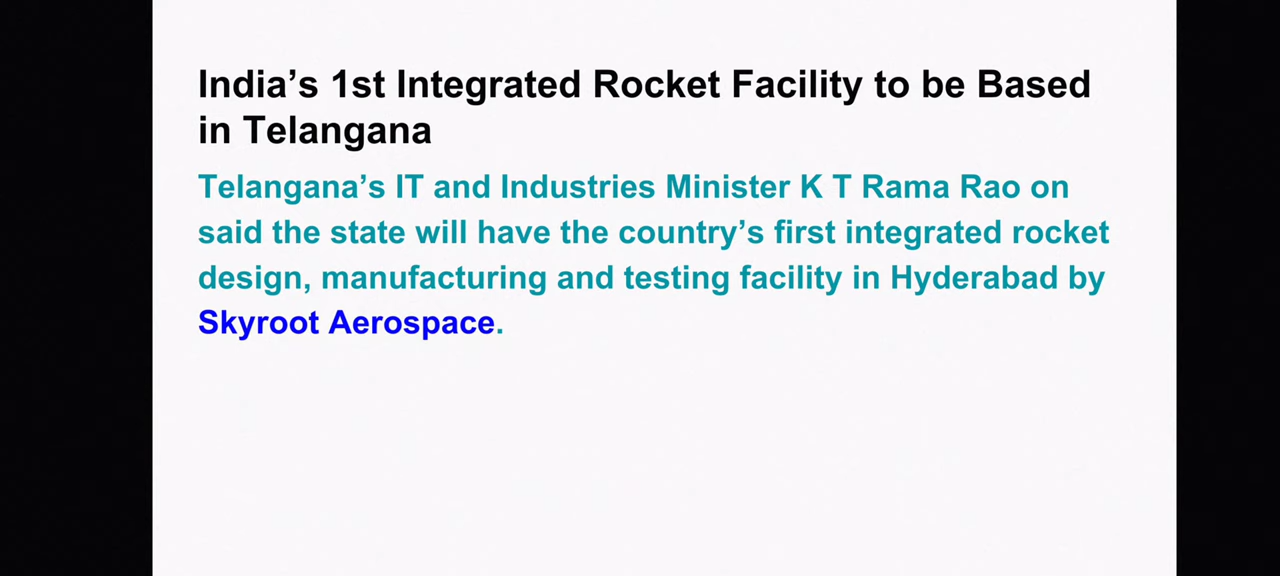 India’s 1st Integrated Rocket Facility to be Based
in Telangana
Telangana’s IT and Industries Minister K T Rama Rao on
said the state will have the country’s first integrated rocket
design, manufacturing and testing facility in Hyderabad by
Skyroot Aerospace.